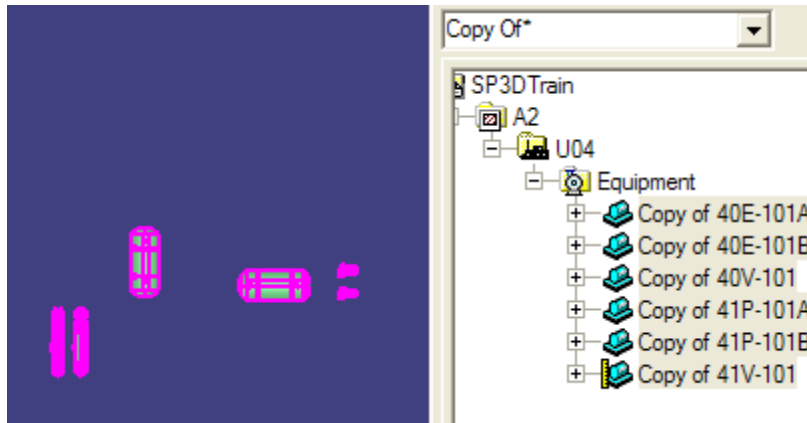 Copy Of*
SP3DTrain
A2
U04
Equipment
Copy of 40E-101A
Copy of 40E-101B
Copy of 40V-101
Copy of 41P-101A
Copy of 41P-101B
Copy of 41V-101